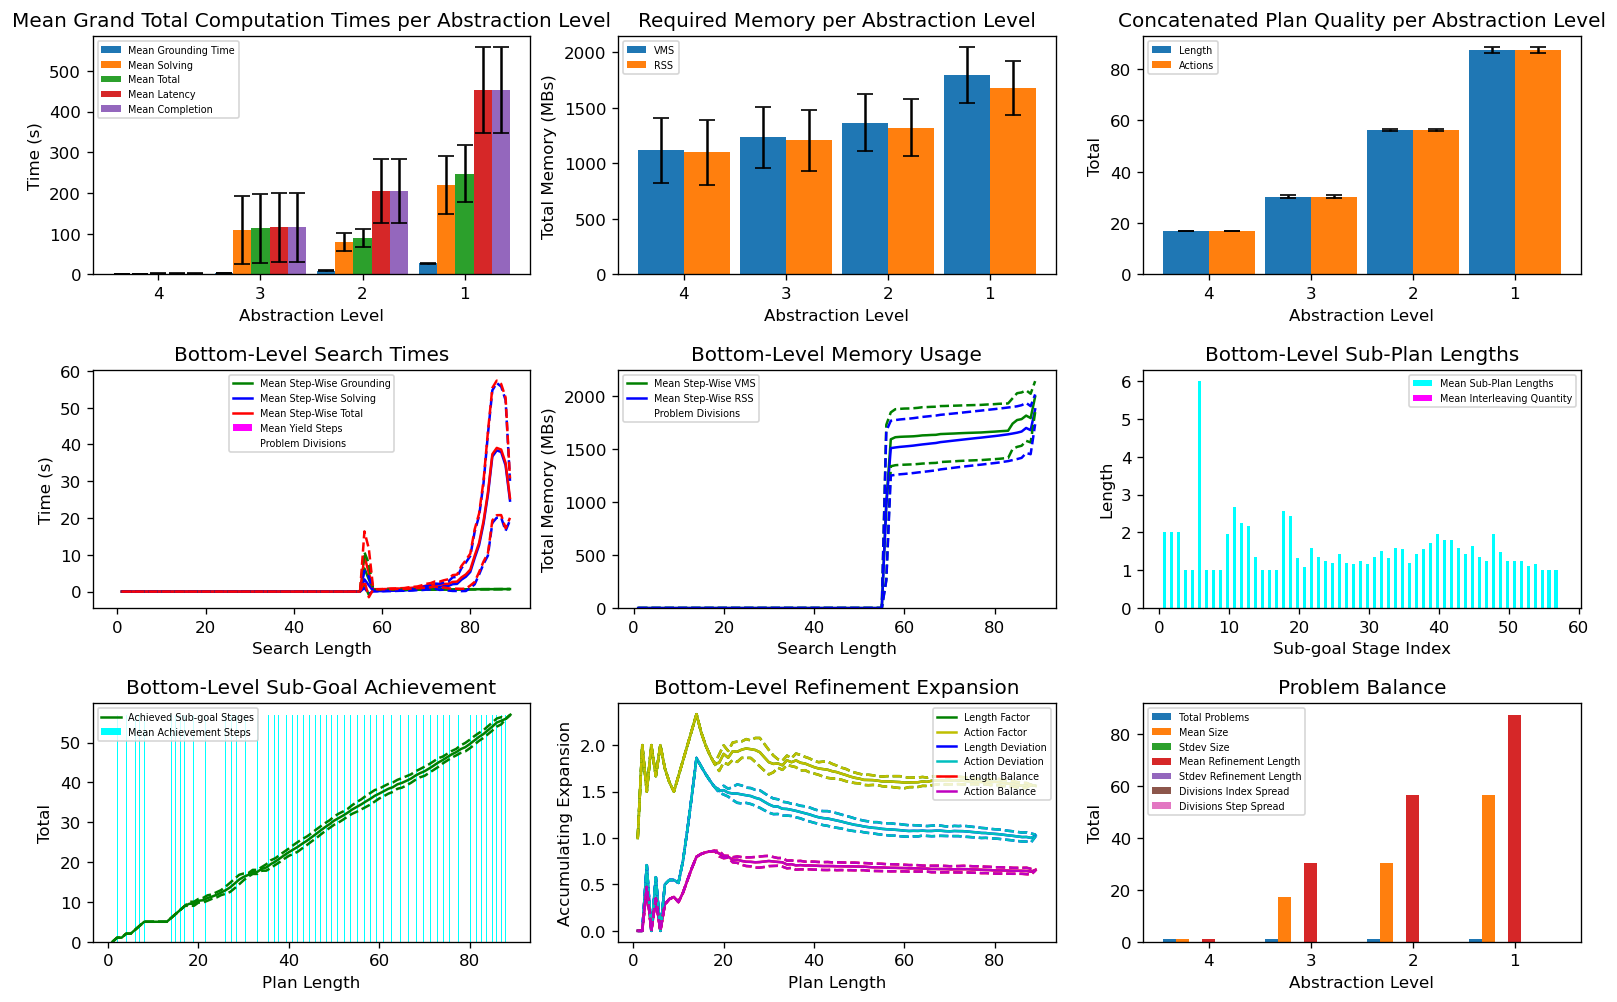 Mean Grand Total Computation Times per Abstraction Level
Mean Grounding Time
Mean Solving
Mean Total
Mean Latency
Mean Completion
Time (s)
500
400
300
200
100
0
4 3 2 1
Abstraction Level
Required Memory per Abstraction Level
VMS
RSS
Total Memory (MBs)
2000
1500
1000
500
0
4 3 2 1
Abstraction Level
Concatenated Plan Quality per Abstraction Level
Length
Actions
Total
80
60
40
20
0
4 3 2 1
Abstraction Level
Bottom-Level Search Times
Mean Step-Wise Grounding
Mean Step-Wise Solving
Mean Step-Wise Total
Mean Yield Steps
Problem Divisions
Time (s)
60
50
40
30
20
10
0
0 20 40 60 80
Search Length
Bottom-Level Memory Usage
Mean Step-Wise VMS
Mean Step-Wise RSS
Problem Divisions
Total Memory (MBs)
2000
1500
1000
500
0
0 20 40 60 80
Search Length
Bottom-Level Sub-Plan Lengths
Mean Sub-Plan Lengths
Mean Interleaving Quantity
Length
6
5
4
3
2
1
0
0 10 20 30 40 50 60
Sub-goal Stage Index
Bottom-Level Sub-Goal Achievement
Achieved Sub-goal Stages
Mean Achievement Steps
Total
50
40
30
20
10
0
0 20 40 60 80
Plan Length
Bottom-Level Refinement Expansion
Length Factor
Action Factor
Length Deviation
Action Deviation
Length Balance
Action Balance
Accumulating Expansion
2.0
1.5
1.0
0.5
0.0
0 20 40 60 80
Plan Length
Problem Balance
Total Problems
Mean Size
Stdev Size
Mean Refinement Length
Stdev Refinement Length
Divisions Index Spread
Divisions Step Spread
Total
80
60
40
20
0
4 3 2 1
Abstraction Level